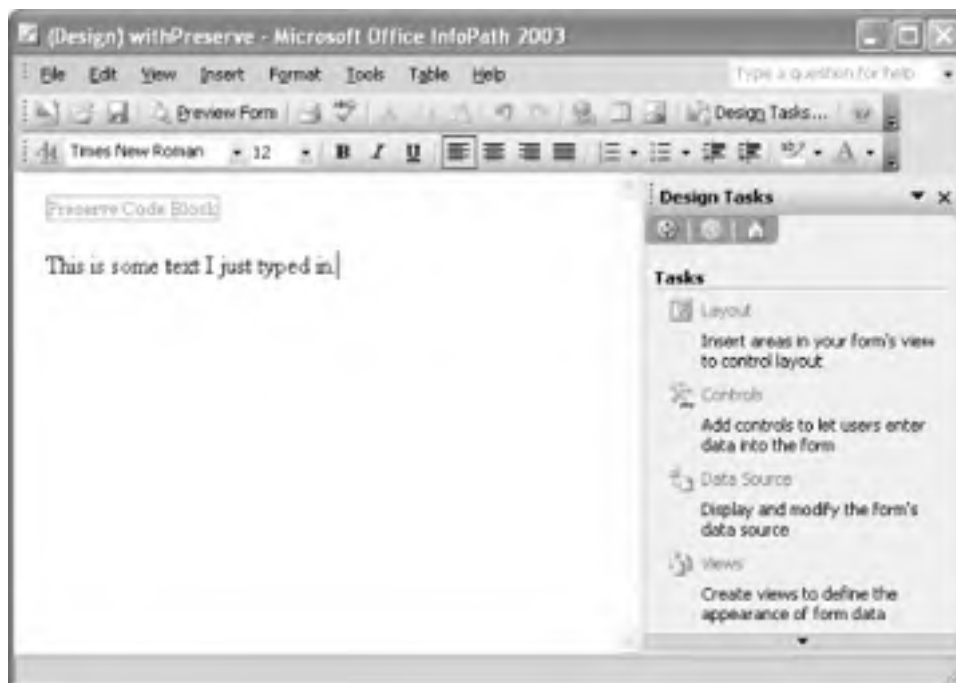 (Design) withPreserve - Microsoft Office InfoPath 2003
File Edit View Insert Format Tools Table Help Type a question for help
Preview Form Design Tasks...
Times New Roman 12 B I U A
Preserve Code Block
This is some text I just typed in.
Design Tasks
Tasks
Layout
Insert areas in your form's view
to control layout
Controls
Add controls to let users enter
data into the form
Data Source
Display and modify the form's
data source
Views
Create views to define the
appearance of form data